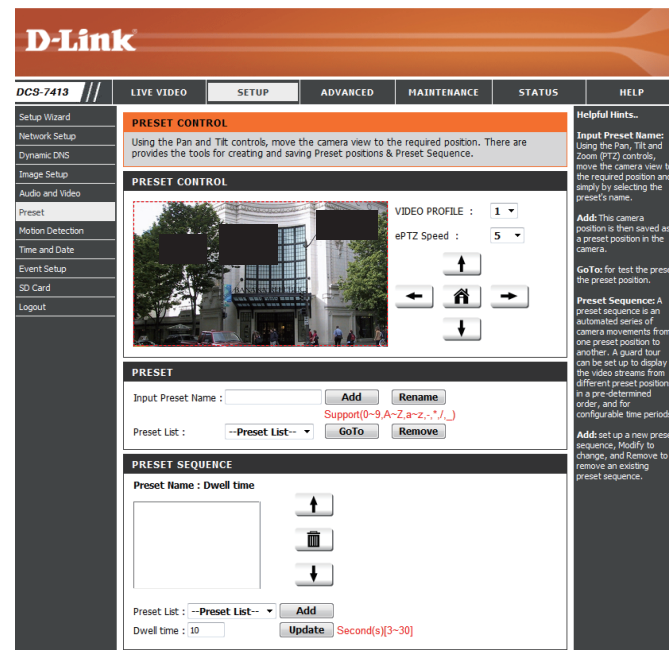 D-Link
DCS-7413
LIVE VIDEO
SETUP
ADVANCED
MAINTENANCE
STATUS
HELP
Setup Wizard
Network Setup
Dynamic DNS
Image Setup
Audio and Video
Preset
Motion Detection
Time and Date
Event Setup
SD Card
Logout
PRESET CONTROL
Using the Pan and Tilt controls, move the camera view to the required position. There are
provides the tools for creating and saving Preset positions & Preset Sequence.
PRESET CONTROL
VIDEO PROFILE : 1
ePTZ Speed : 5
PRESET
Input Preset Name : Add Rename
Support(0~9,A~Z,a~z,-,*,/,_)
Preset List : --Preset List-- GoTo Remove
PRESET SEQUENCE
Preset Name : Dwell time
Preset List : --Preset List-- Add
Dwell time : 10 Update Second(s)[3~30]
Helpful Hints..
Input Preset Name:
Using the Pan, Tilt and
Zoom (PTZ) controls,
move the camera view
the required position
simply by selecting the
preset's name.
Add: This camera
position is then saved
a preset position in the
camera.
GoTo: for test the
the preset position.
Preset Sequence: A
preset sequence is an
automated series of
camera movements from
one preset position to
another. A guard tour
can be set up to display
the video streams from
different preset
in a pre-determined
order, and for
configurable time
Add: set up a new
sequence, Modify to
change, and Remove to
remove an existing
preset sequence.